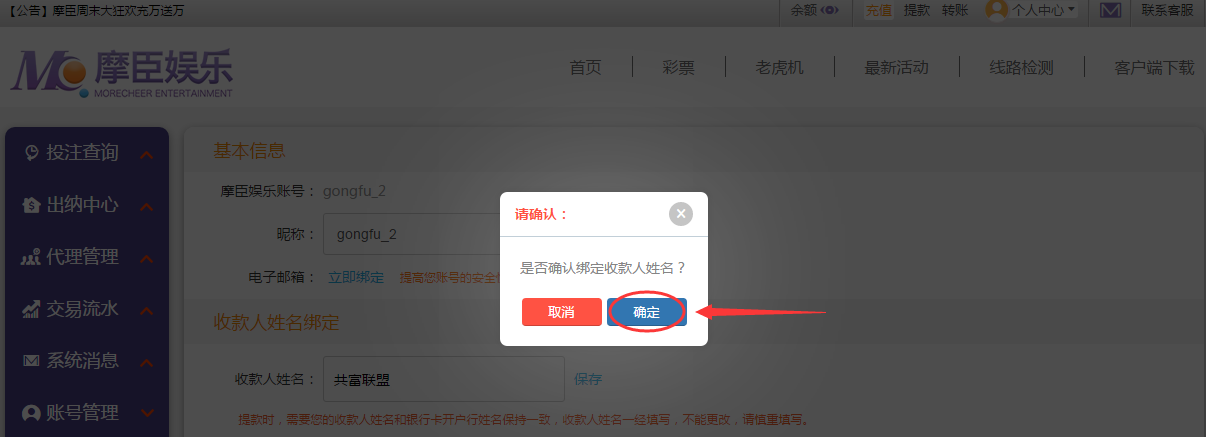 【公告】摩臣周末大狂欢充万送万
余额 充值 提款 转账 个人中心 联系客服
摩臣娱乐
MORECHEER ENTERTAINMENT
首页 彩票 老虎机 最新活动 线路检测 客户端下载
投注查询
出纳中心
代理管理
交易流水
系统消息
账号管理
基本信息
摩臣娱乐账号： gongfu_2
昵称： gongfu_2
电子邮箱： 立即绑定 提高您账号的安全
收款人姓名绑定
收款人姓名： 共富联盟 保存
提款时，需要您的收款人姓名和银行卡开户行姓名保持一致，收款人姓名一经填写，不能更改，请慎重填写。
请确认：
是否确认绑定收款人姓名？
取消 确定